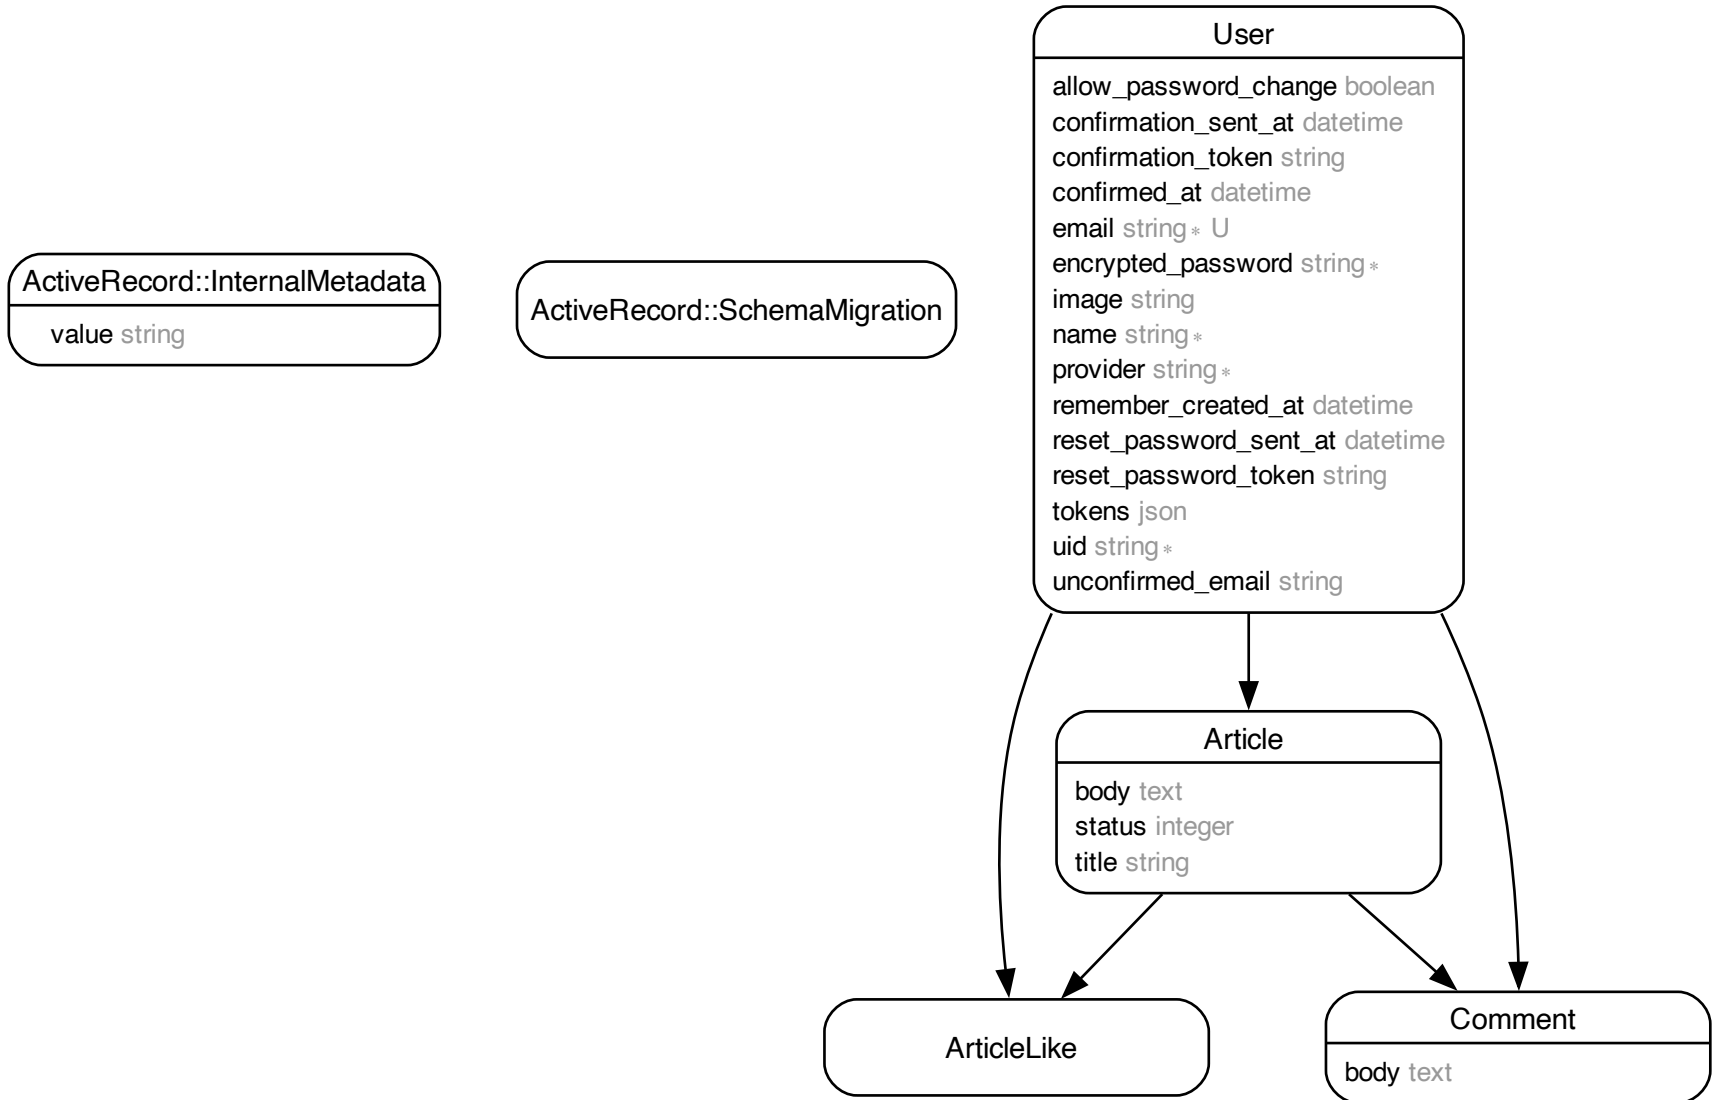 User
allow_password_change boolean
confirmation_sent_at datetime
confirmation_token string
confirmed_at datetime
email string∗ U
encrypted_password string∗
image string
name string∗
provider string∗
remember_created_at datetime
reset_password_sent_at datetime
reset_password_token string
tokens json
uid string∗
unconfirmed_email string
ActiveRecord::InternalMetadata
value string
ActiveRecord::SchemaMigration
Article
body text
status integer
title string
ArticleLike
Comment
body text